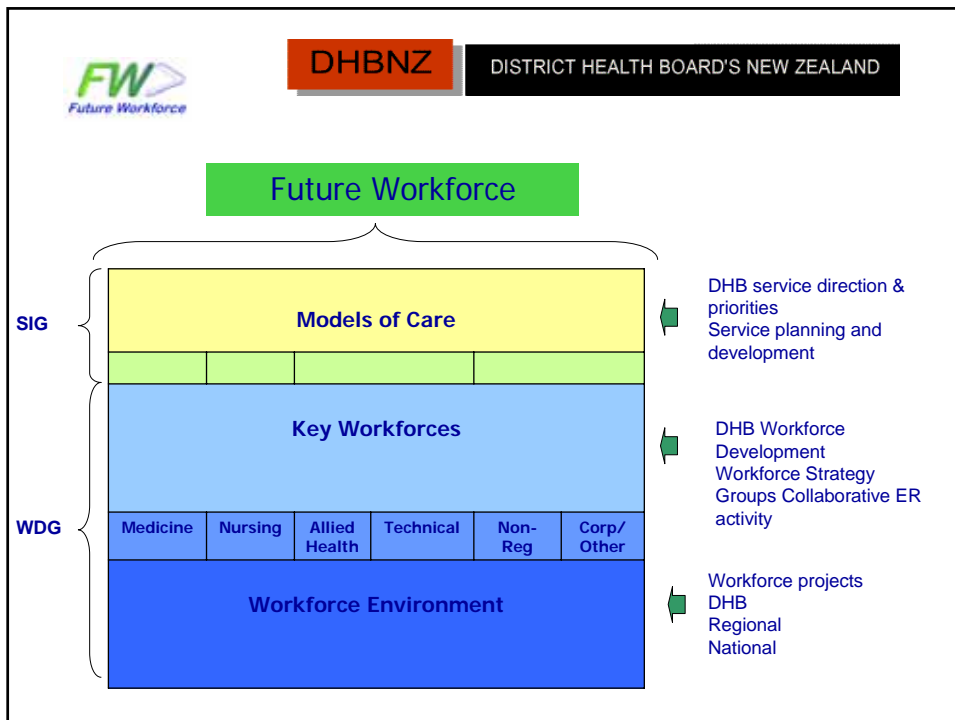 FW
Future Workforce
DHBNZ
DISTRICT HEALTH BOARD'S NEW ZEALAND
Future Workforce
SIG
Models of Care
DHB service direction &
priorities
Service planning and
development
Key Workforces
DHB Workforce
Development
Workforce Strategy
Groups Collaborative ER
activity
WDG
Medicine
Nursing
Allied
Health
Technical
Non-
Reg
Corp/
Other
Workforce Environment
Workforce projects
DHB
Regional
National